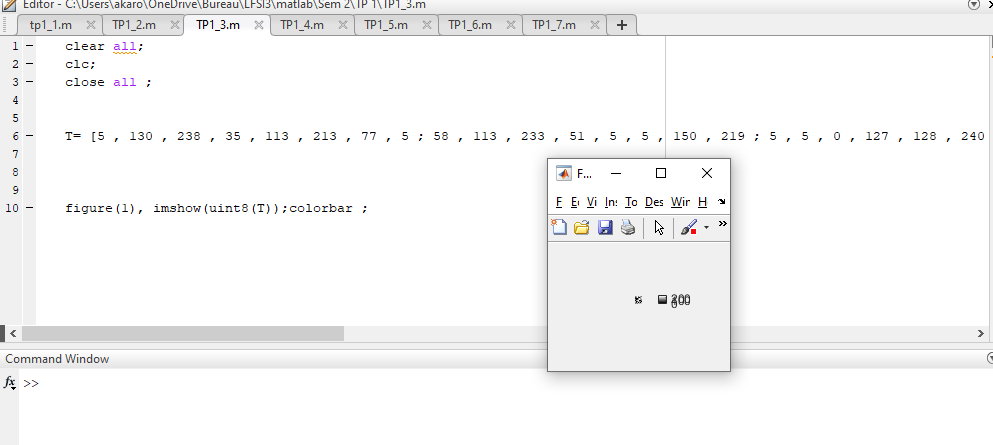 Editor - C:\Users\akaro\OneDrive\Bureau\LFSI3\matlab\Sem 2\TP 1\TP1_3.m
tp1_1.m TP1_2.m TP1_3.m TP1_4.m TP1_5.m TP1_6.m TP1_7.m
1 clear all;
2 clc;
3 close all ;
4
5
6 T= [5 , 130 , 238 , 35 , 113 , 213 , 77 , 5 ; 58 , 113 , 233 , 51 , 5 , 5 , 150 , 219 ; 5 , 5 , 0 , 127 , 128 , 240
7
8
9
10 figure(1), imshow(uint8(T));colorbar ;
F...
F Vi In: To Des H
200
Command Window
fx >>